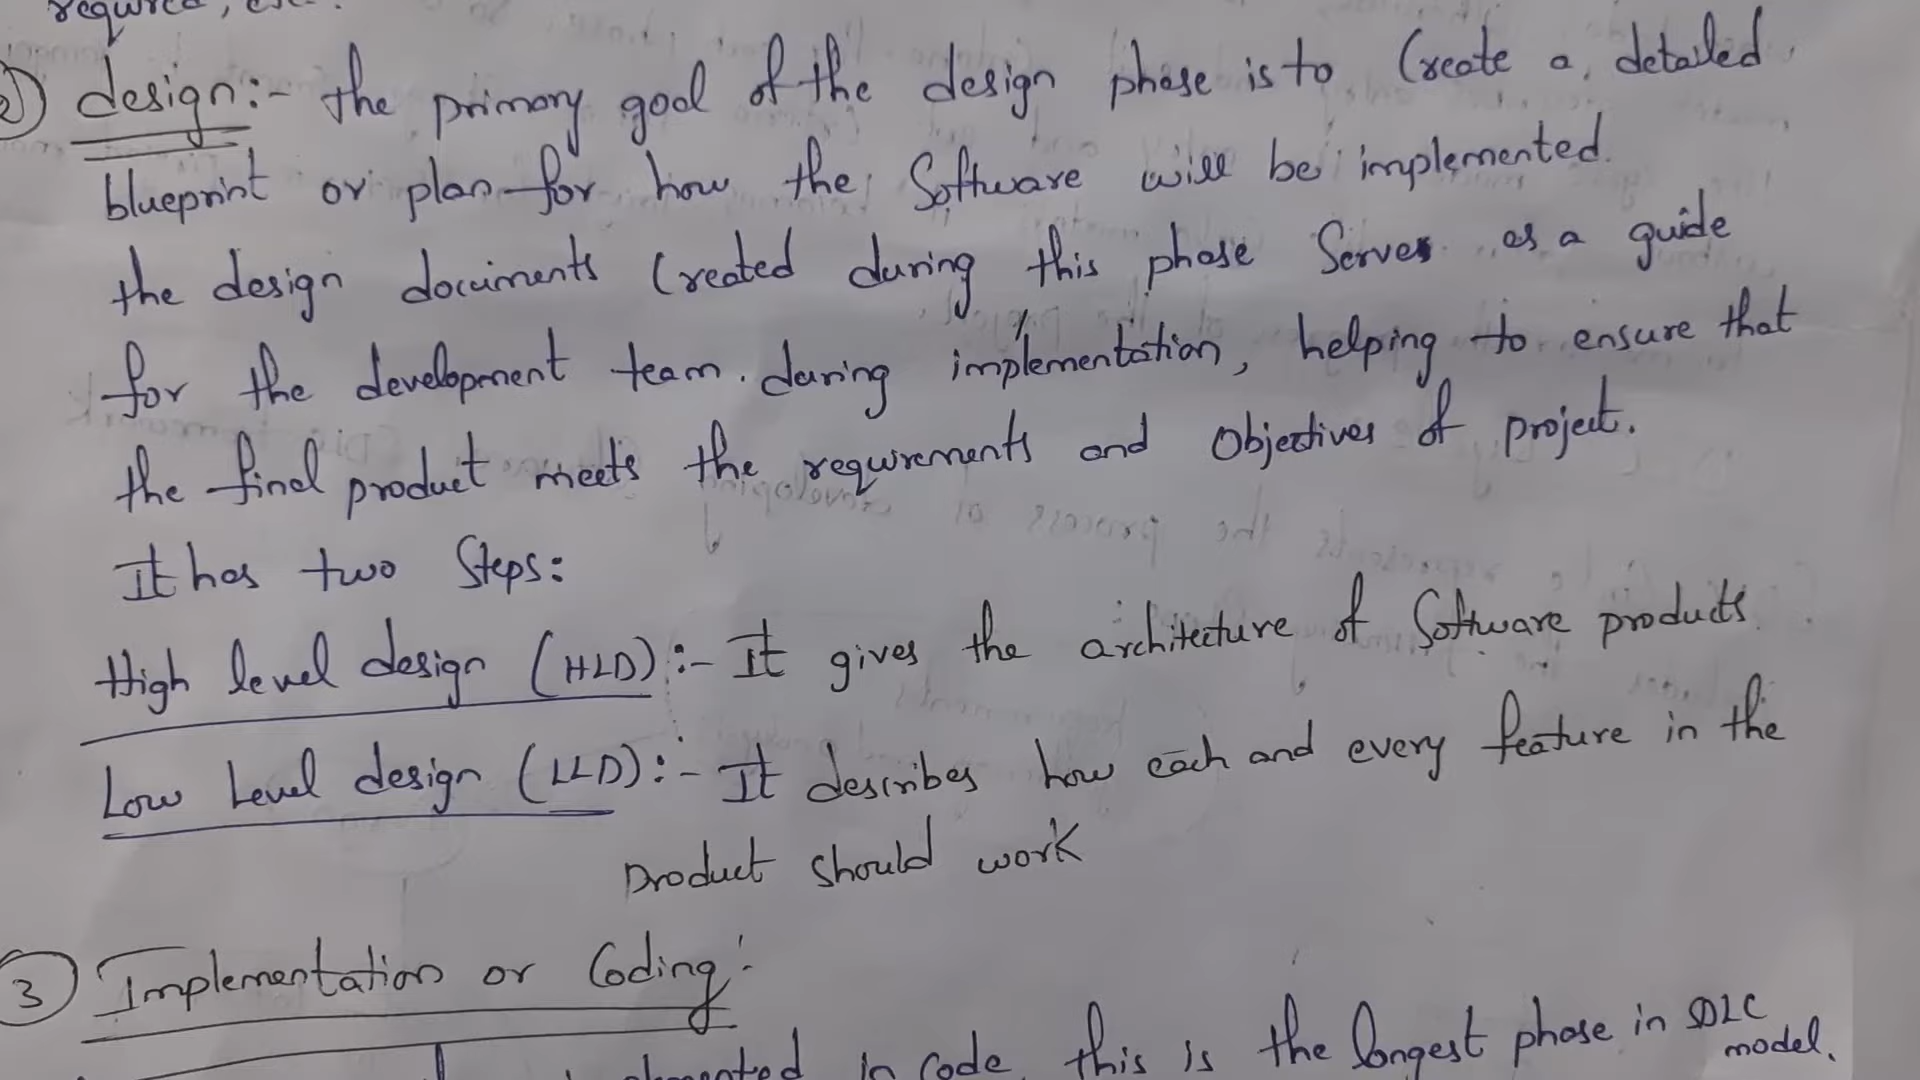 required, etc.
② design:- the primary goal of the design phase is to Create a detailed
blueprint or plan for how the Software will be implemented.
the design documents Created during this phase Serves as a guide
for the development team. during implementation, helping to ensure that
the final product meets the requirements and Objectives of project.
It has two Steps:
High level design (HLD):- It gives the architecture of Software products
Low Level design (LLD):- It describes how each and every feature in the
Product should work
③ Implementation or Coding:
in code. this is the longest phase in SDLC
model.